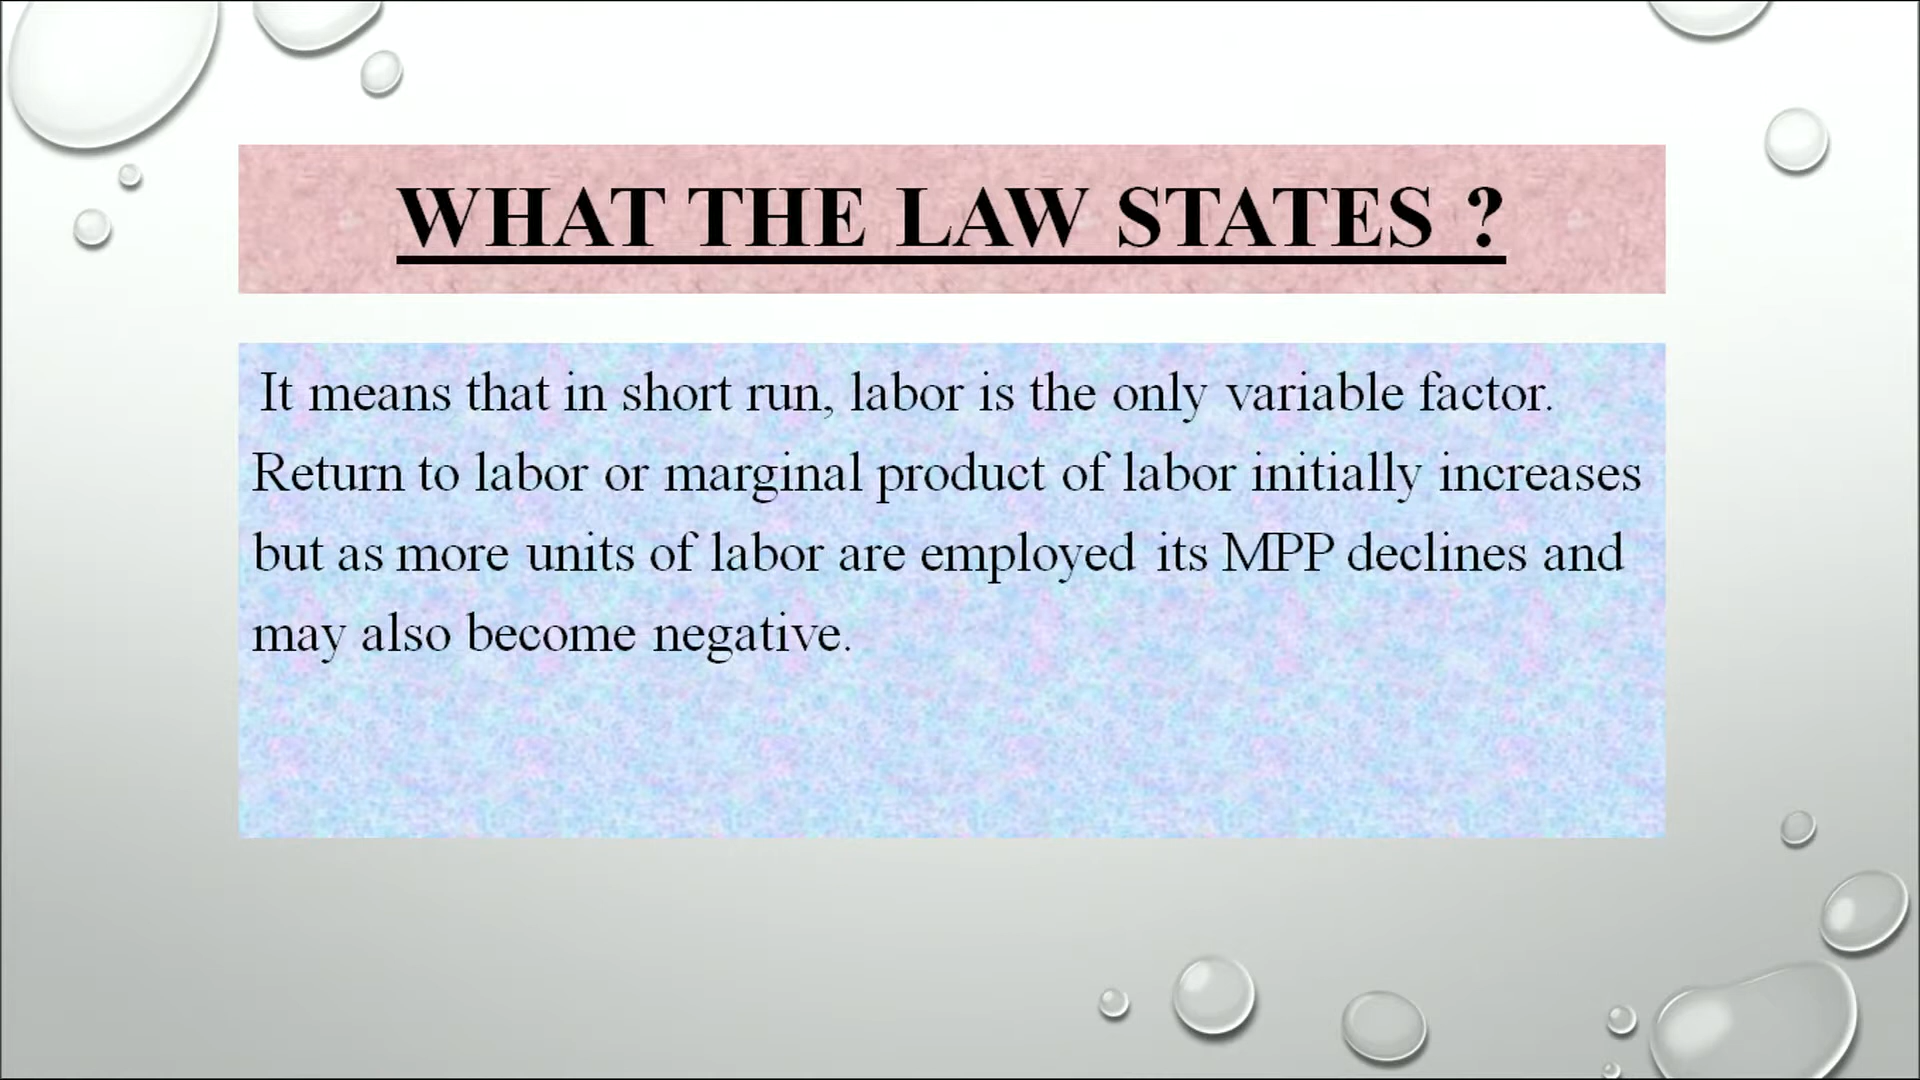 WHAT THE LAW STATES ?
It means that in short run, labor is the only variable factor.
Return to labor or marginal product of labor initially increases
but as more units of labor are employed its MPP declines and
may also become negative.